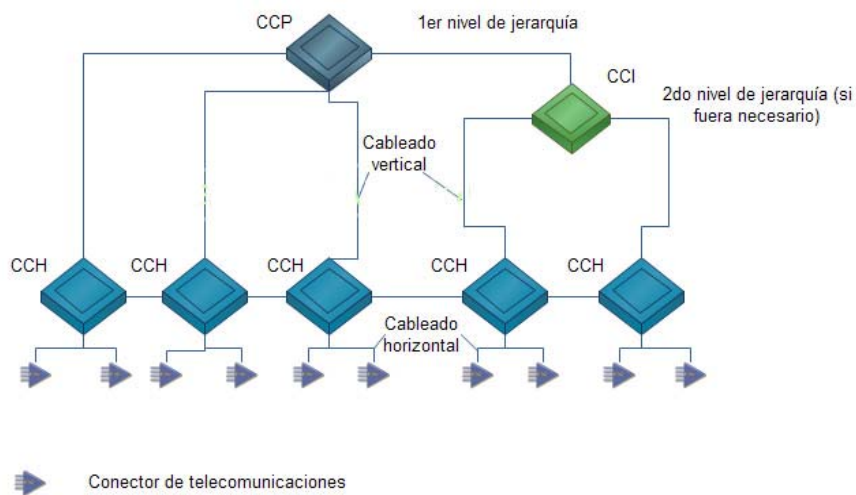 CCP
1er nivel de jerarquía
CCI
2do nivel de jerarquía (si
fuera necesario)
Cableado
vertical
CCH
CCH
CCH
CCH
CCH
Cableado
horizontal
Conector de telecomunicaciones